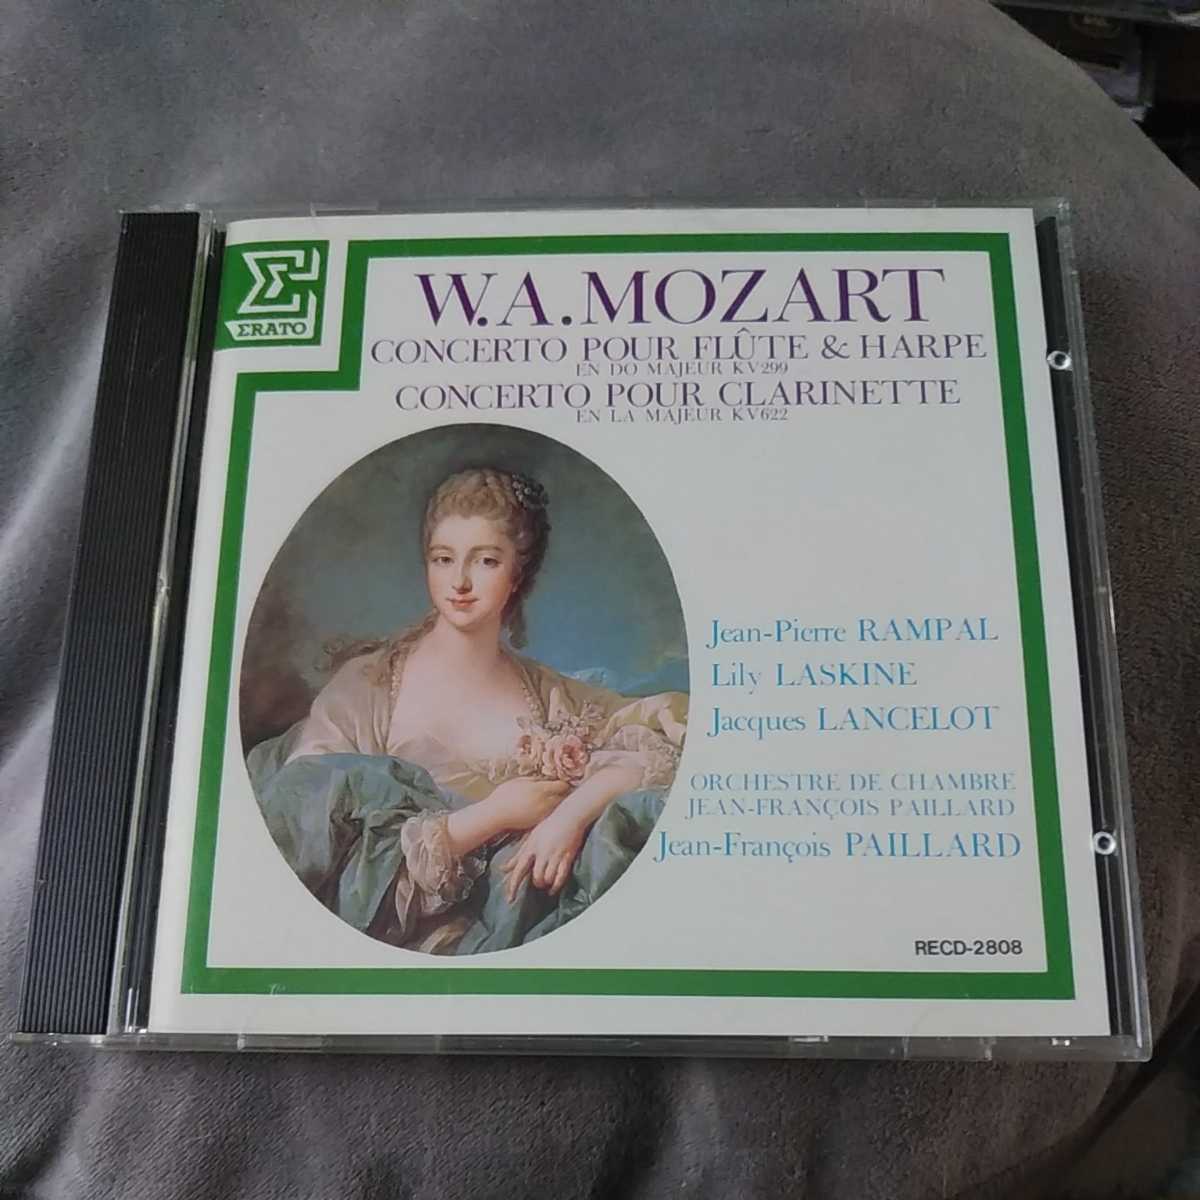 ERATO
W.A.MOZART
CONCERTO POUR FLÛTE & HARPE
EN DO MAJEUR KV299
CONCERTO POUR CLARINETTE
EN LA MAJEUR KV622
Jean-Pierre RAMPAL
Lily LASKINE
Jacques LANCELOT
ORCHESTRE DE CHAMBRE
JEAN-FRANÇOIS PAILLARD
Jean-François PAILLARD
RECD-2808